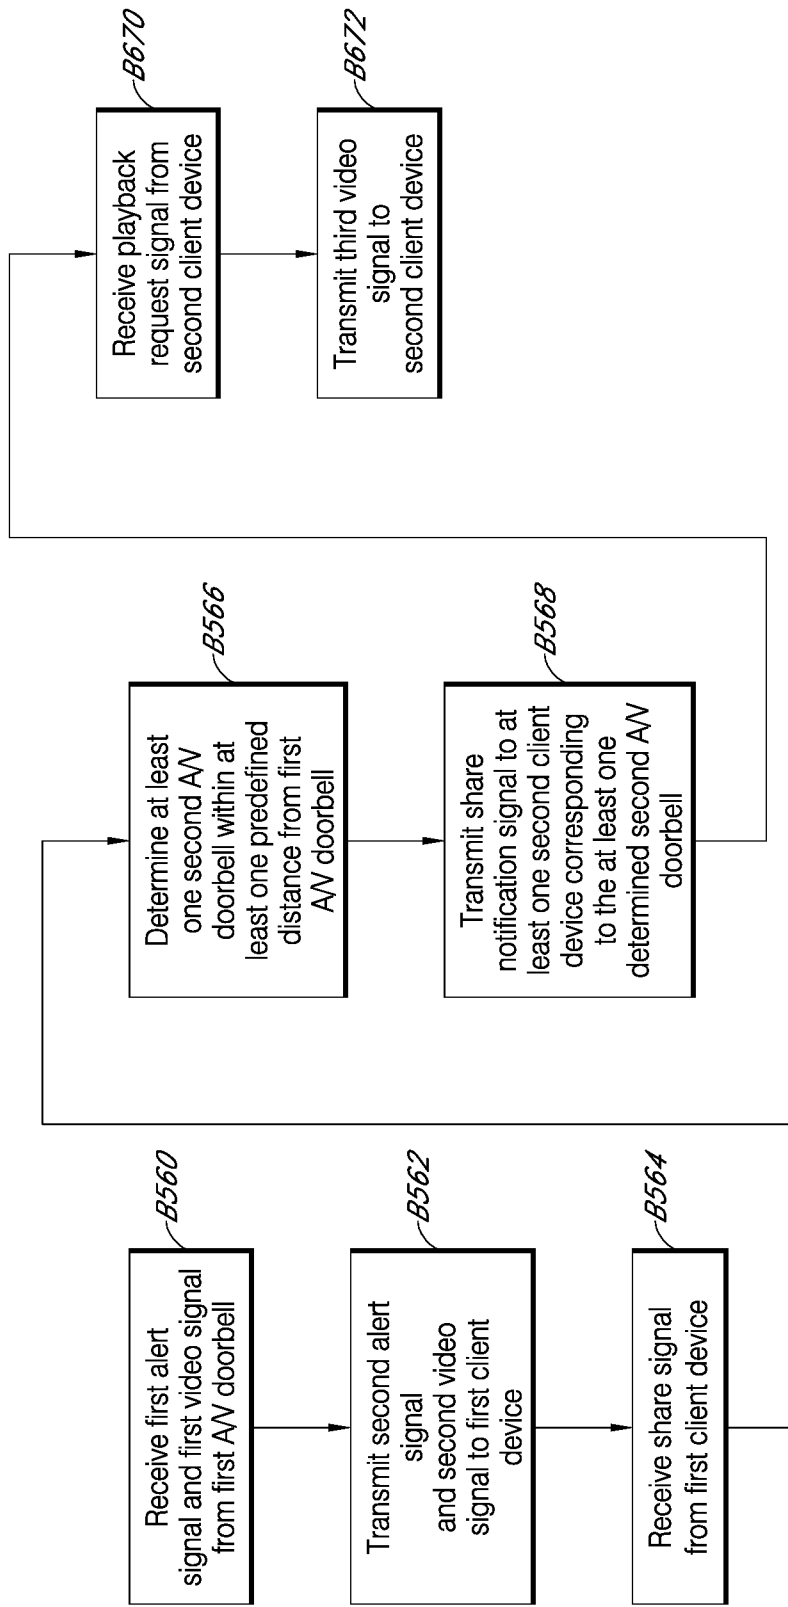 B560
Receive first alert
signal and first video signal
from first A/V doorbell
B562
Transmit second alert
signal
and second video
signal to first client
device
B564
Receive share signal
from first client device
B566
Determine at least
one second A/V
doorbell within at
least one predefined
distance from first
A/V doorbell
B568
Transmit share
notification signal to at
least one second client
device corresponding
to the at least one
determined second A/V
doorbell
B670
Receive playback
request signal from
second client device
B672
Transmit third video
signal to
second client device